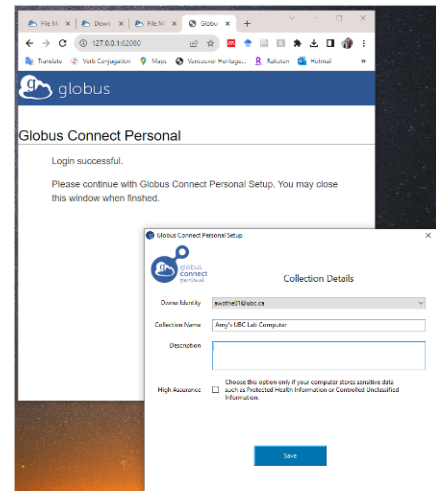 File M
Down
File M
Globu
127.0.0.1:62080
Translate
Verb Conjugation
Maps
Vancouver Heritage...
Rakuten
Hotmail
globus
Globus Connect Personal
Login successful.
Please continue with Globus Connect Personal Setup. You may close
this window when finshed.
Globus Connect Personal Setup
globus
connect
personal
Collection Details
Owner Identity
Collection Name
Amy's UBC Lab Computer
Description
High Assurance
Choose this option only if your computer stores sensitive data
such as Protected Health Information or Controlled Unclassified
Information.
Save